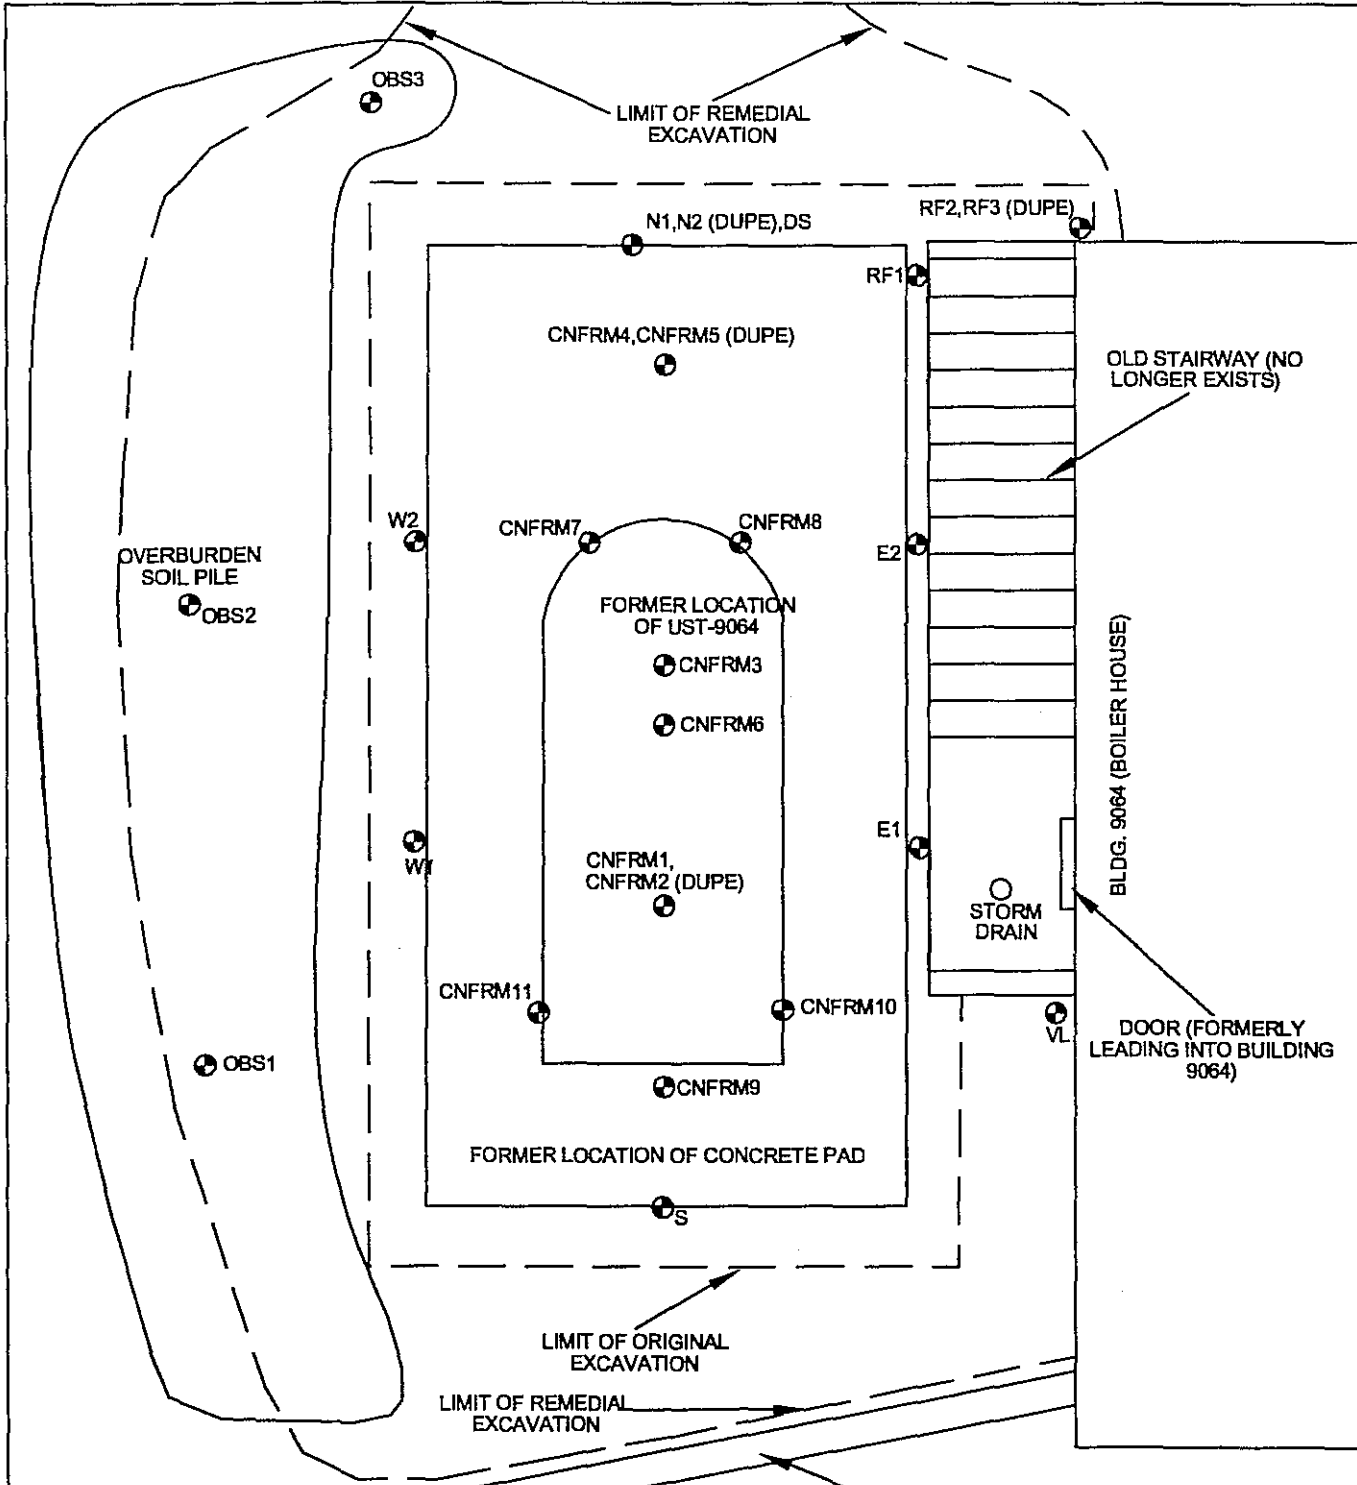 OBS3
LIMIT OF REMEDIAL
EXCAVATION
RF2,RF3 (DUPE)
N1,N2 (DUPE),DS
RF1
CNFRM4,CNFRM5 (DUPE)
OLD STAIRWAY (NO
LONGER EXISTS)
W2
CNFRM7
CNFRM8
E2
OVERBURDEN
SOIL PILE
OBS2
FORMER LOCATION
OF UST-9064
CNFRM3
CNFRM6
BLDG. 9064 (BOILER HOUSE)
E1
W1
CNFRM1,
CNFRM2 (DUPE)
STORM
DRAIN
CNFRM11
CNFRM10
VL
DOOR (FORMERLY
LEADING INTO BUILDING
9064)
OBS1
CNFRM9
FORMER LOCATION OF CONCRETE PAD
S
LIMIT OF ORIGINAL
EXCAVATION
LIMIT OF REMEDIAL
EXCAVATION